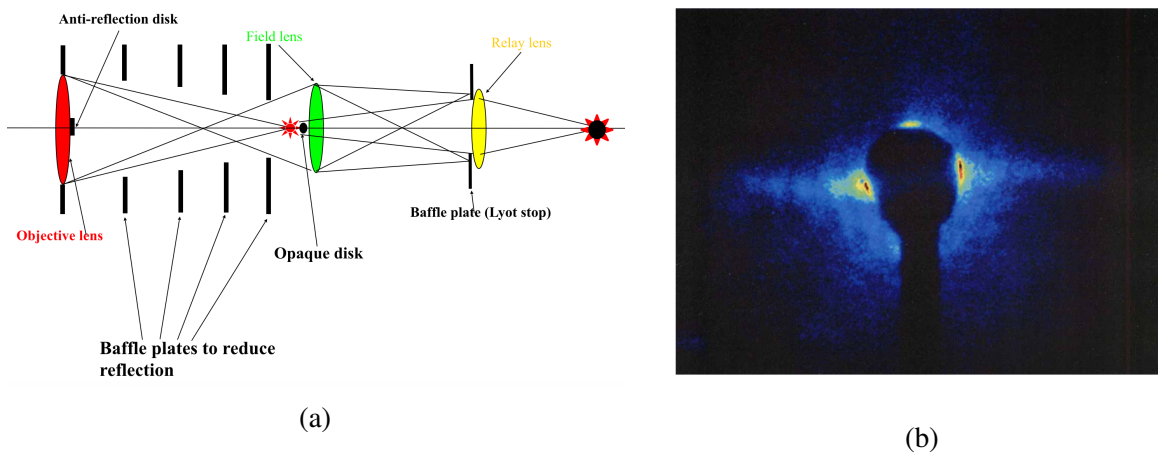 Anti-reflection disk
Field lens
Relay lens
Baffle plate (Lyot stop)
Objective lens
Opaque disk
Baffle plates to reduce
reflection
(a)
(b)